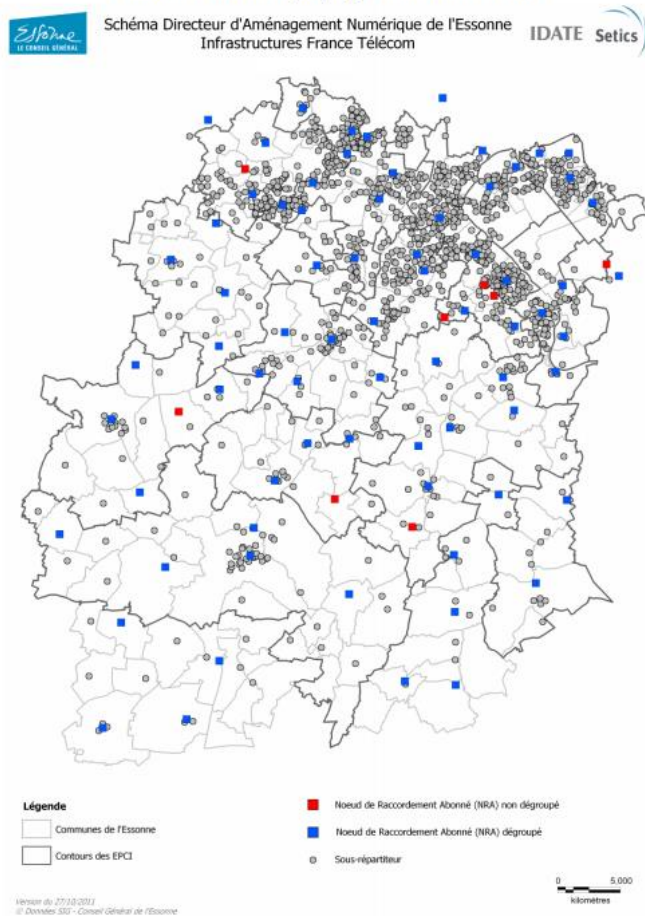 Essonne
LE CONSEIL GÉNÉRAL
Schéma Directeur d'Aménagement Numérique de l'Essonne
Infrastructures France Télécom
IDATE Setics
Légende
Communes de l'Essonne
Contours des EPCI
Noeud de Raccordement Abonné (NRA) non dégroupé
Noeud de Raccordement Abonné (NRA) dégroupé
Sous-répartiteur
0 5,000
kilomètres
Version du 27/10/2011
© Données SIG - Conseil Général de l'Essonne